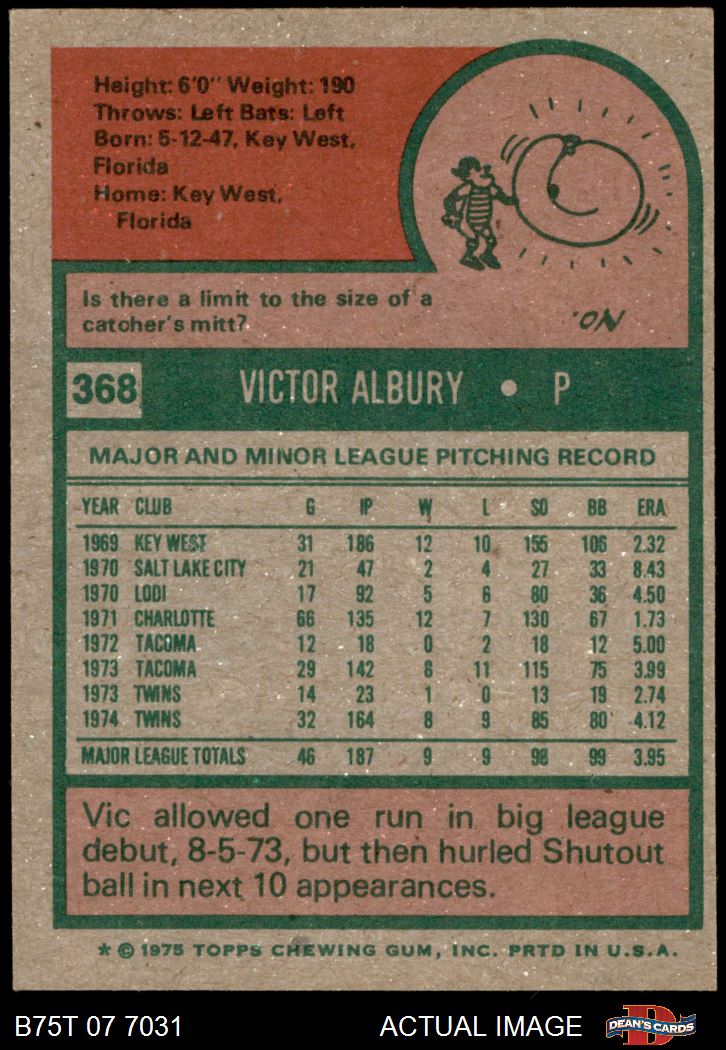 Height: 6'0" Weight: 190
Throws: Left Bats: Left
Born: 5-12-47, Key West,
Florida
Home: Key West,
Florida
Is there a limit to the size of a
catcher's mitt?
NO.
368 VICTOR ALBURY • P
MAJOR AND MINOR LEAGUE PITCHING RECORD
YEAR CLUB G IP W L SO BB ERA
1969 KEY WEST 31 186 12 10 155 106 2.32
1970 SALT LAKE CITY 21 47 2 4 27 33 8.43
1970 LODI 17 92 5 6 80 36 4.50
1971 CHARLOTTE 66 135 12 7 130 67 1.73
1972 TACOMA 12 18 0 2 18 12 5.00
1973 TACOMA 29 142 6 11 115 75 3.99
1973 TWINS 14 23 1 0 13 19 2.74
1974 TWINS 32 164 8 9 85 80 4.12
MAJOR LEAGUE TOTALS 46 187 9 9 98 99 3.95
Vic allowed one run in big league
debut, 8-5-73, but then hurled Shutout
ball in next 10 appearances.
* © 1975 TOPPS CHEWING GUM, INC. PRTD IN U.S.A.
B75T 07 7031 ACTUAL IMAGE DEAN'S CARDS